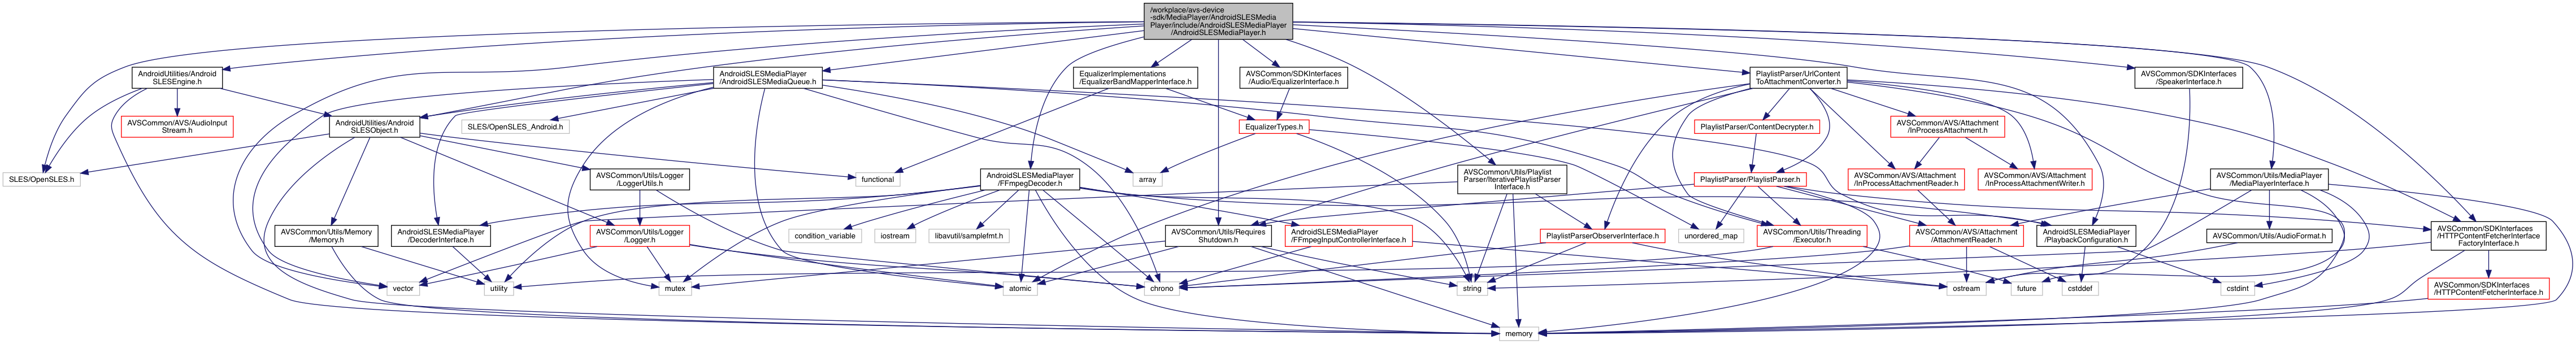 /workplace/avs-device
-sdk/MediaPlayer/AndroidSLESMedia
Player/include/AndroidSLESMediaPlayer
/AndroidSLESMediaPlayer.h
AndroidUtilities/Android
SLESEngine.h
AndroidSLESMediaPlayer
/AndroidSLESMediaQueue.h
EqualizerImplementations
/EqualizerBandMapperInterface.h
AVSCommon/SDKInterfaces
/Audio/EqualizerInterface.h
PlaylistParser/UrlContent
ToAttachmentConverter.h
AVSCommon/SDKInterfaces
/SpeakerInterface.h
AVSCommon/AVS/AudioInput
Stream.h
AndroidUtilities/Android
SLESObject.h
SLES/OpenSLES_Android.h
EqualizerTypes.h
PlaylistParser/ContentDecrypter.h
AVSCommon/AVS/Attachment
/InProcessAttachment.h
SLES/OpenSLES.h
AVSCommon/Utils/Logger
/LoggerUtils.h
functional
AndroidSLESMediaPlayer
/FFmpegDecoder.h
array
AVSCommon/Utils/Playlist
Parser/IterativePlaylistParser
Interface.h
PlaylistParser/PlaylistParser.h
AVSCommon/AVS/Attachment
/InProcessAttachmentReader.h
AVSCommon/AVS/Attachment
/InProcessAttachmentWriter.h
AVSCommon/Utils/MediaPlayer
/MediaPlayerInterface.h
AVSCommon/Utils/Memory
/Memory.h
AndroidSLESMediaPlayer
/DecoderInterface.h
AVSCommon/Utils/Logger
/Logger.h
condition_variable
iostream
libavutil/samplefmt.h
AVSCommon/Utils/Requires
Shutdown.h
AndroidSLESMediaPlayer
/FFmpegInputControllerInterface.h
PlaylistParserObserverInterface.h
unordered_map
AVSCommon/Utils/Threading
/Executor.h
AVSCommon/AVS/Attachment
/AttachmentReader.h
AndroidSLESMediaPlayer
/PlaybackConfiguration.h
AVSCommon/Utils/AudioFormat.h
AVSCommon/SDKInterfaces
/HTTPContentFetcherInterface
FactoryInterface.h
vector
utility
mutex
atomic
chrono
string
ostream
future
cstddef
cstdint
AVSCommon/SDKInterfaces
/HTTPContentFetcherInterface.h
memory